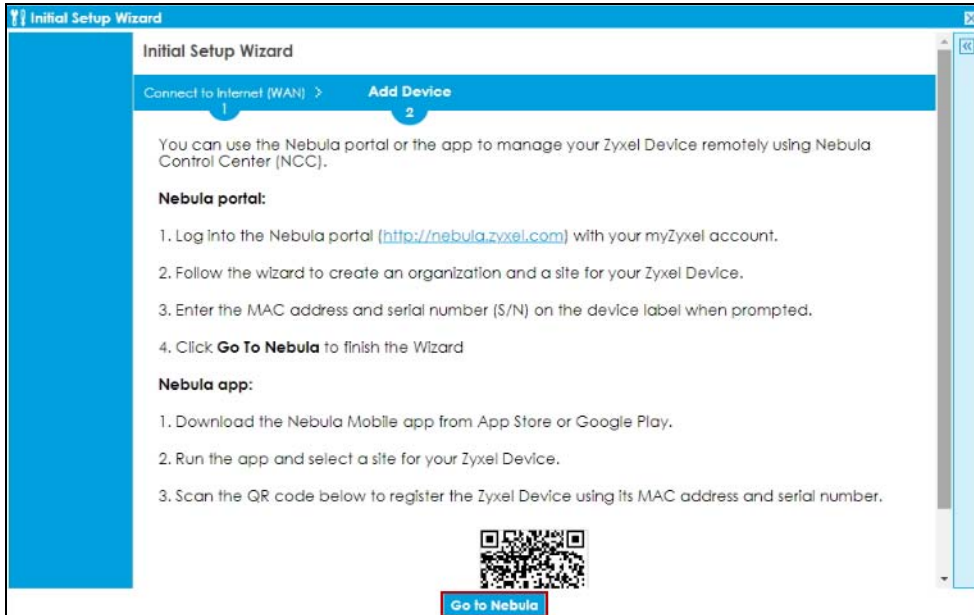 Initial Setup Wizard
Initial Setup Wizard
Connect to Internet (WAN) >
Add Device
1
2
You can use the Nebula portal or the app to manage your Zyxel Device remotely using Nebula
Control Center (NCC).
Nebula portal:
1. Log into the Nebula portal (http://nebula.zyxel.com) with your myZyxel account.
2. Follow the wizard to create an organization and a site for your Zyxel Device.
3. Enter the MAC address and serial number (S/N) on the device label when prompted.
4. Click Go To Nebula to finish the Wizard
Nebula app:
1. Download the Nebula Mobile app from App Store or Google Play.
2. Run the app and select a site for your Zyxel Device.
3. Scan the QR code below to register the Zyxel Device using its MAC address and serial number.
Go to Nebula